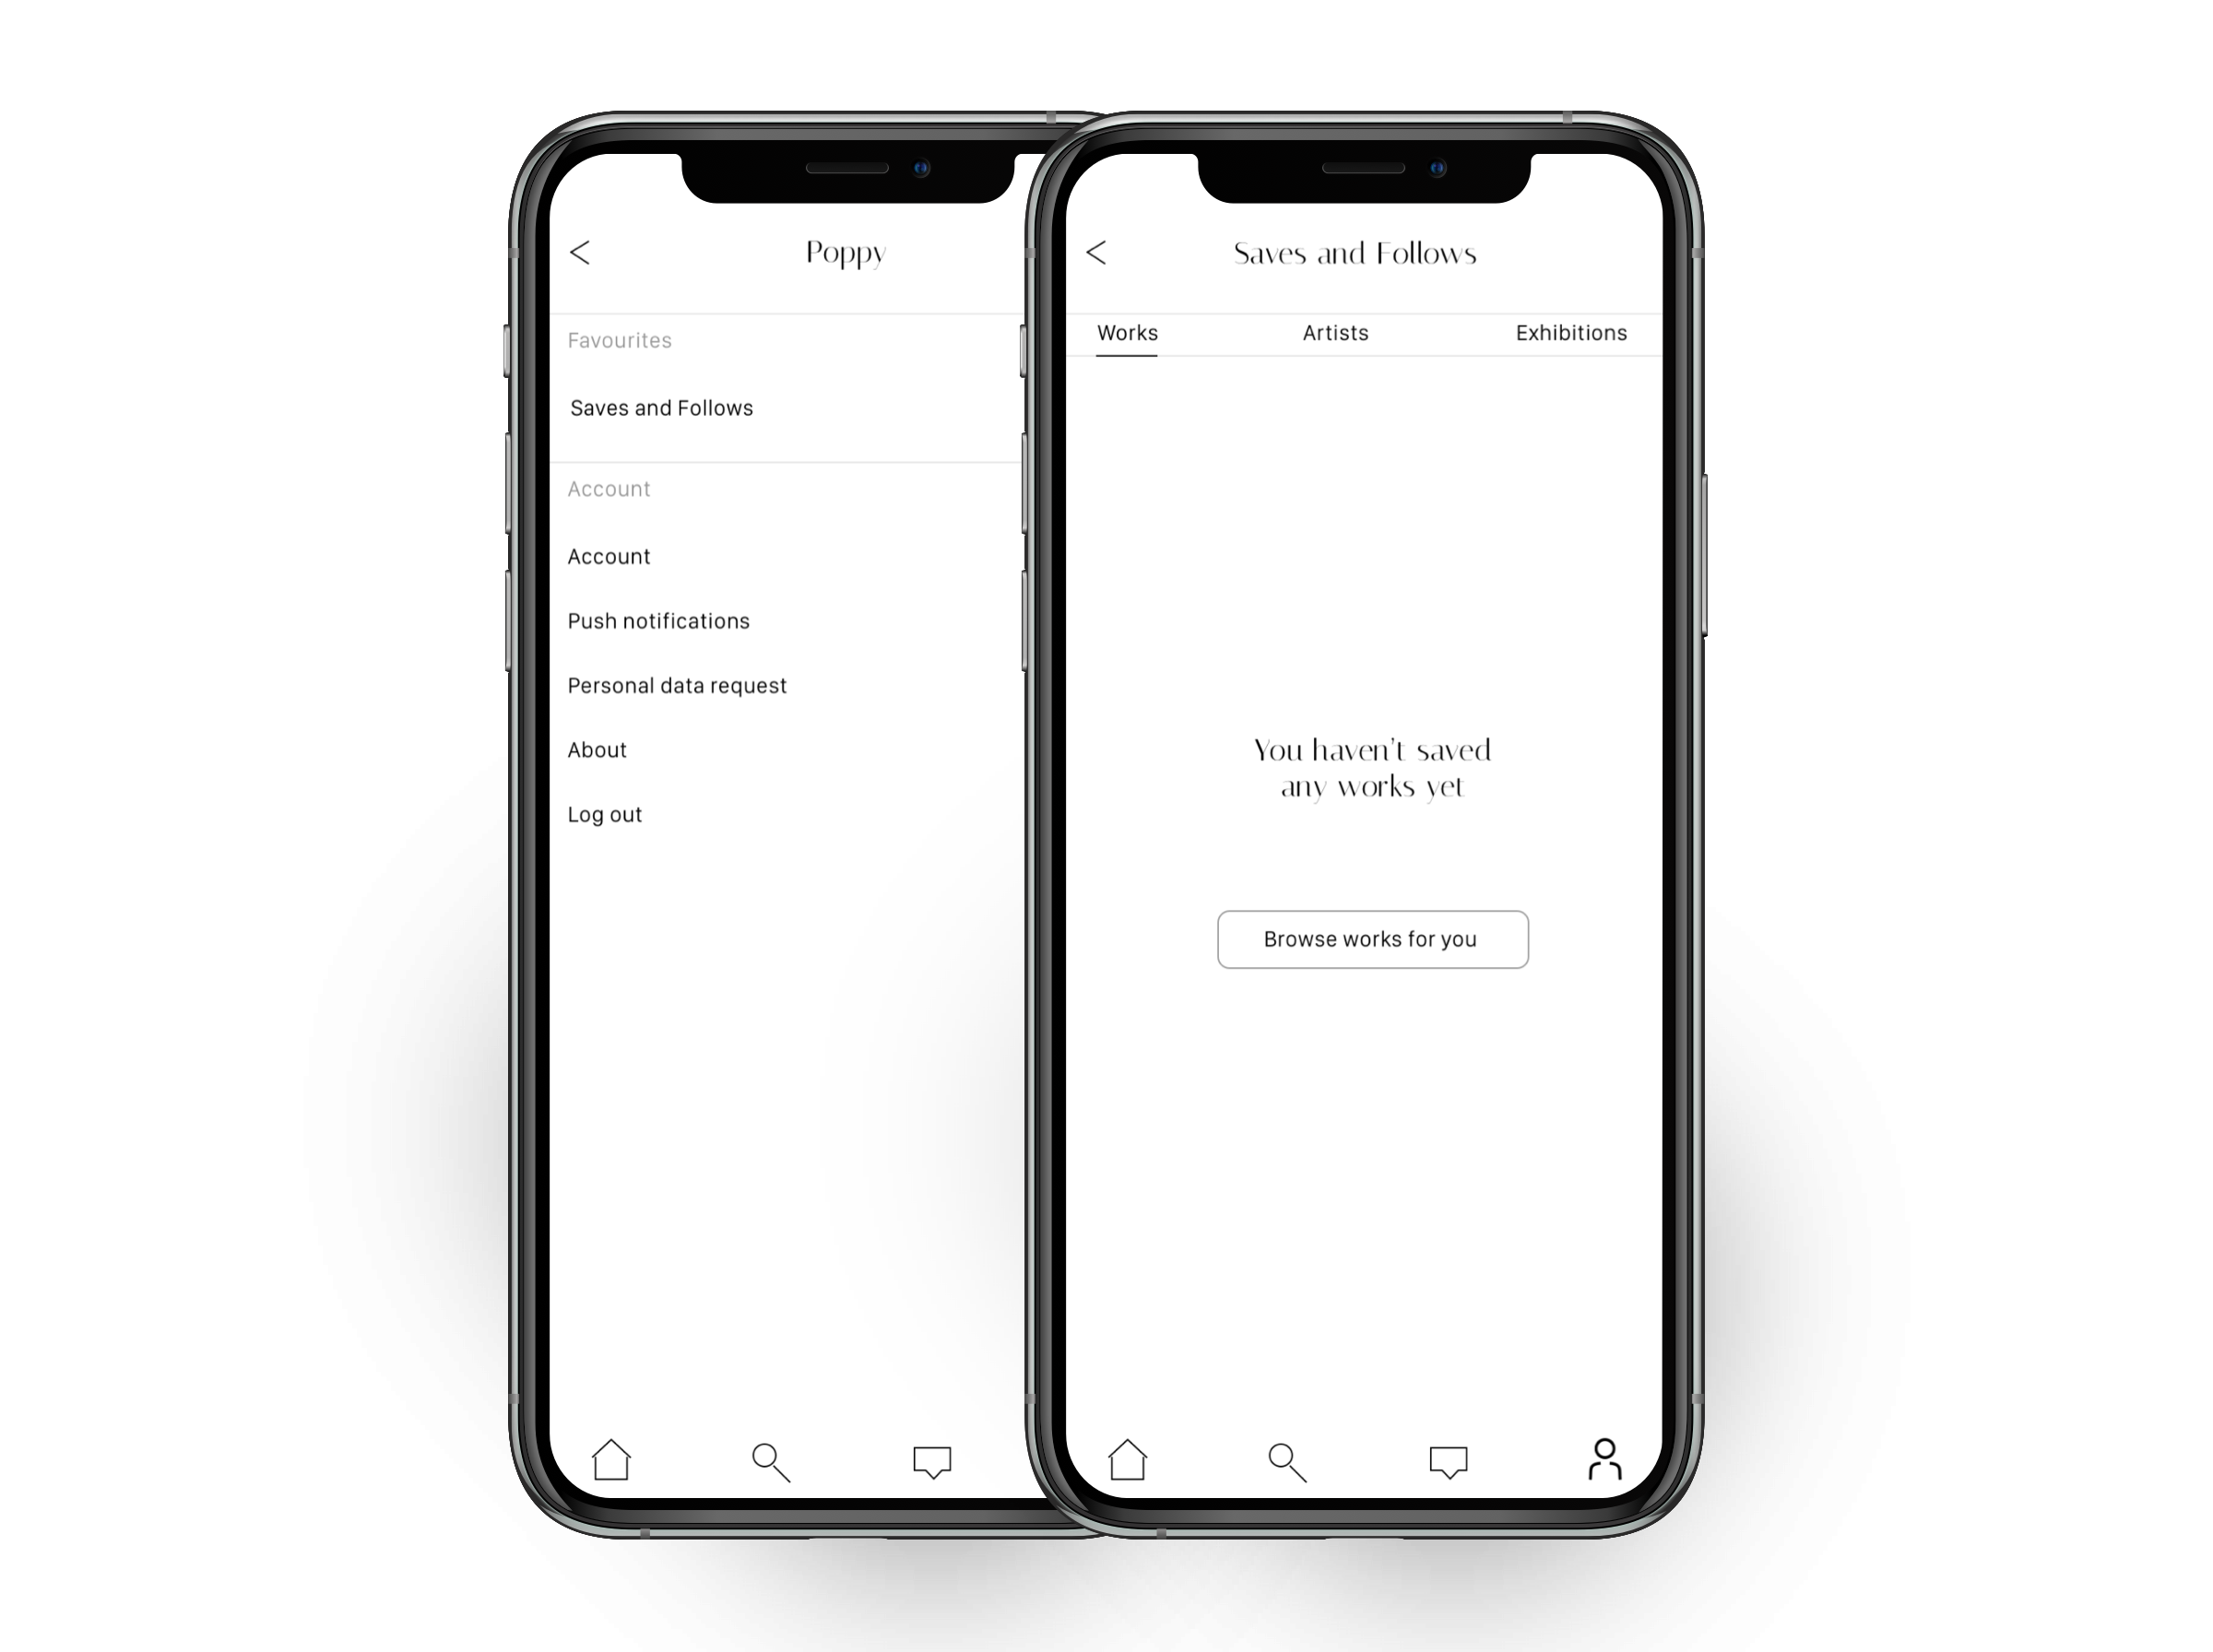 Poppy
Favourites
Saves and Follows
Account
Account
Push notifications
Personal data request
About
Log out
Saves and Follows
Works Artists Exhibitions
You haven't saved
any works yet
Browse works for you